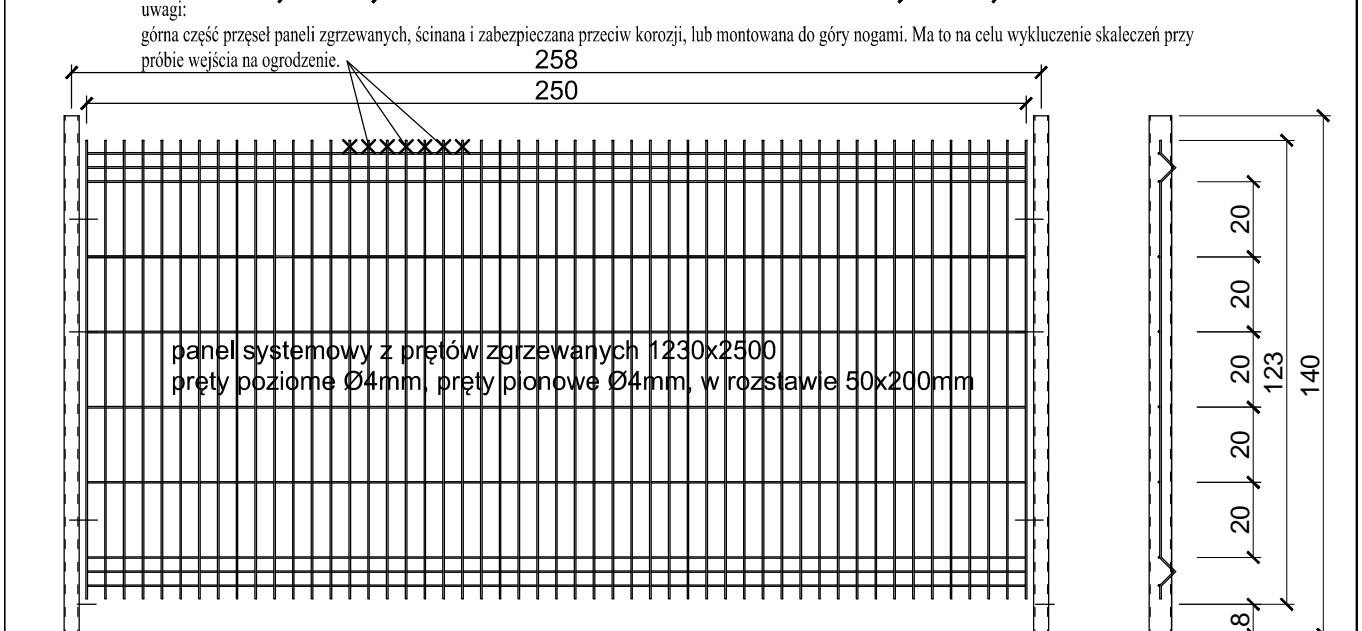 uwagi:
górna część przęseł paneli zgrzewanych, ścinana i zabezpieczana przeciw korozji, lub montowana do góry nogami. Ma to na celu wykluczenie skaleczeń przy
próbie wejścia na ogrodzenie.
258
250
panel systemowy z prętów zgrzewanych 1230x2500
pręty poziome Ø4mm, pręty pionowe Ø4mm, w rozstawie 50x200mm
20
20
20
20
20
123
140
8